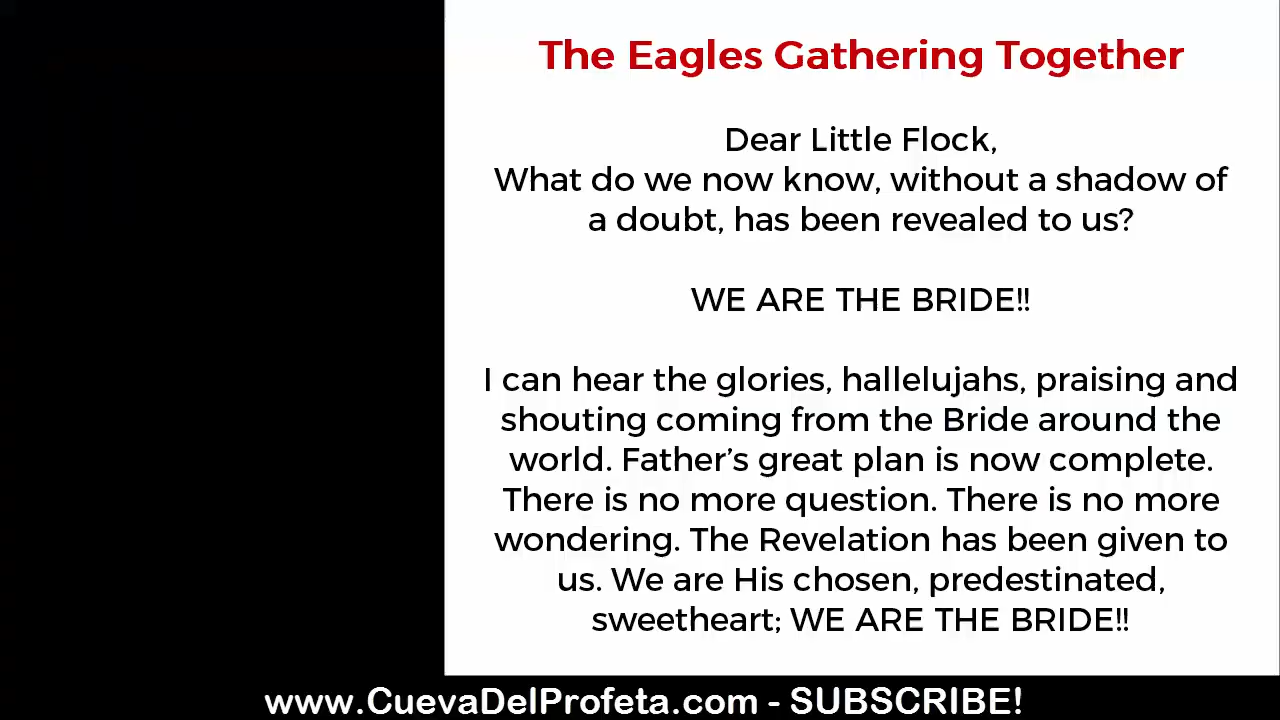 The Eagles Gathering Together
Dear Little Flock,
What do we now know, without a shadow of
a doubt, has been revealed to us?
WE ARE THE BRIDE!!
I can hear the glories, hallelujahs, praising and
shouting coming from the Bride around the
world. Father’s great plan is now complete.
There is no more question. There is no more
wondering. The Revelation has been given to
us. We are His chosen, predestinated,
sweetheart; WE ARE THE BRIDE!!
www.CuevaDelProfeta.com - SUBSCRIBE!